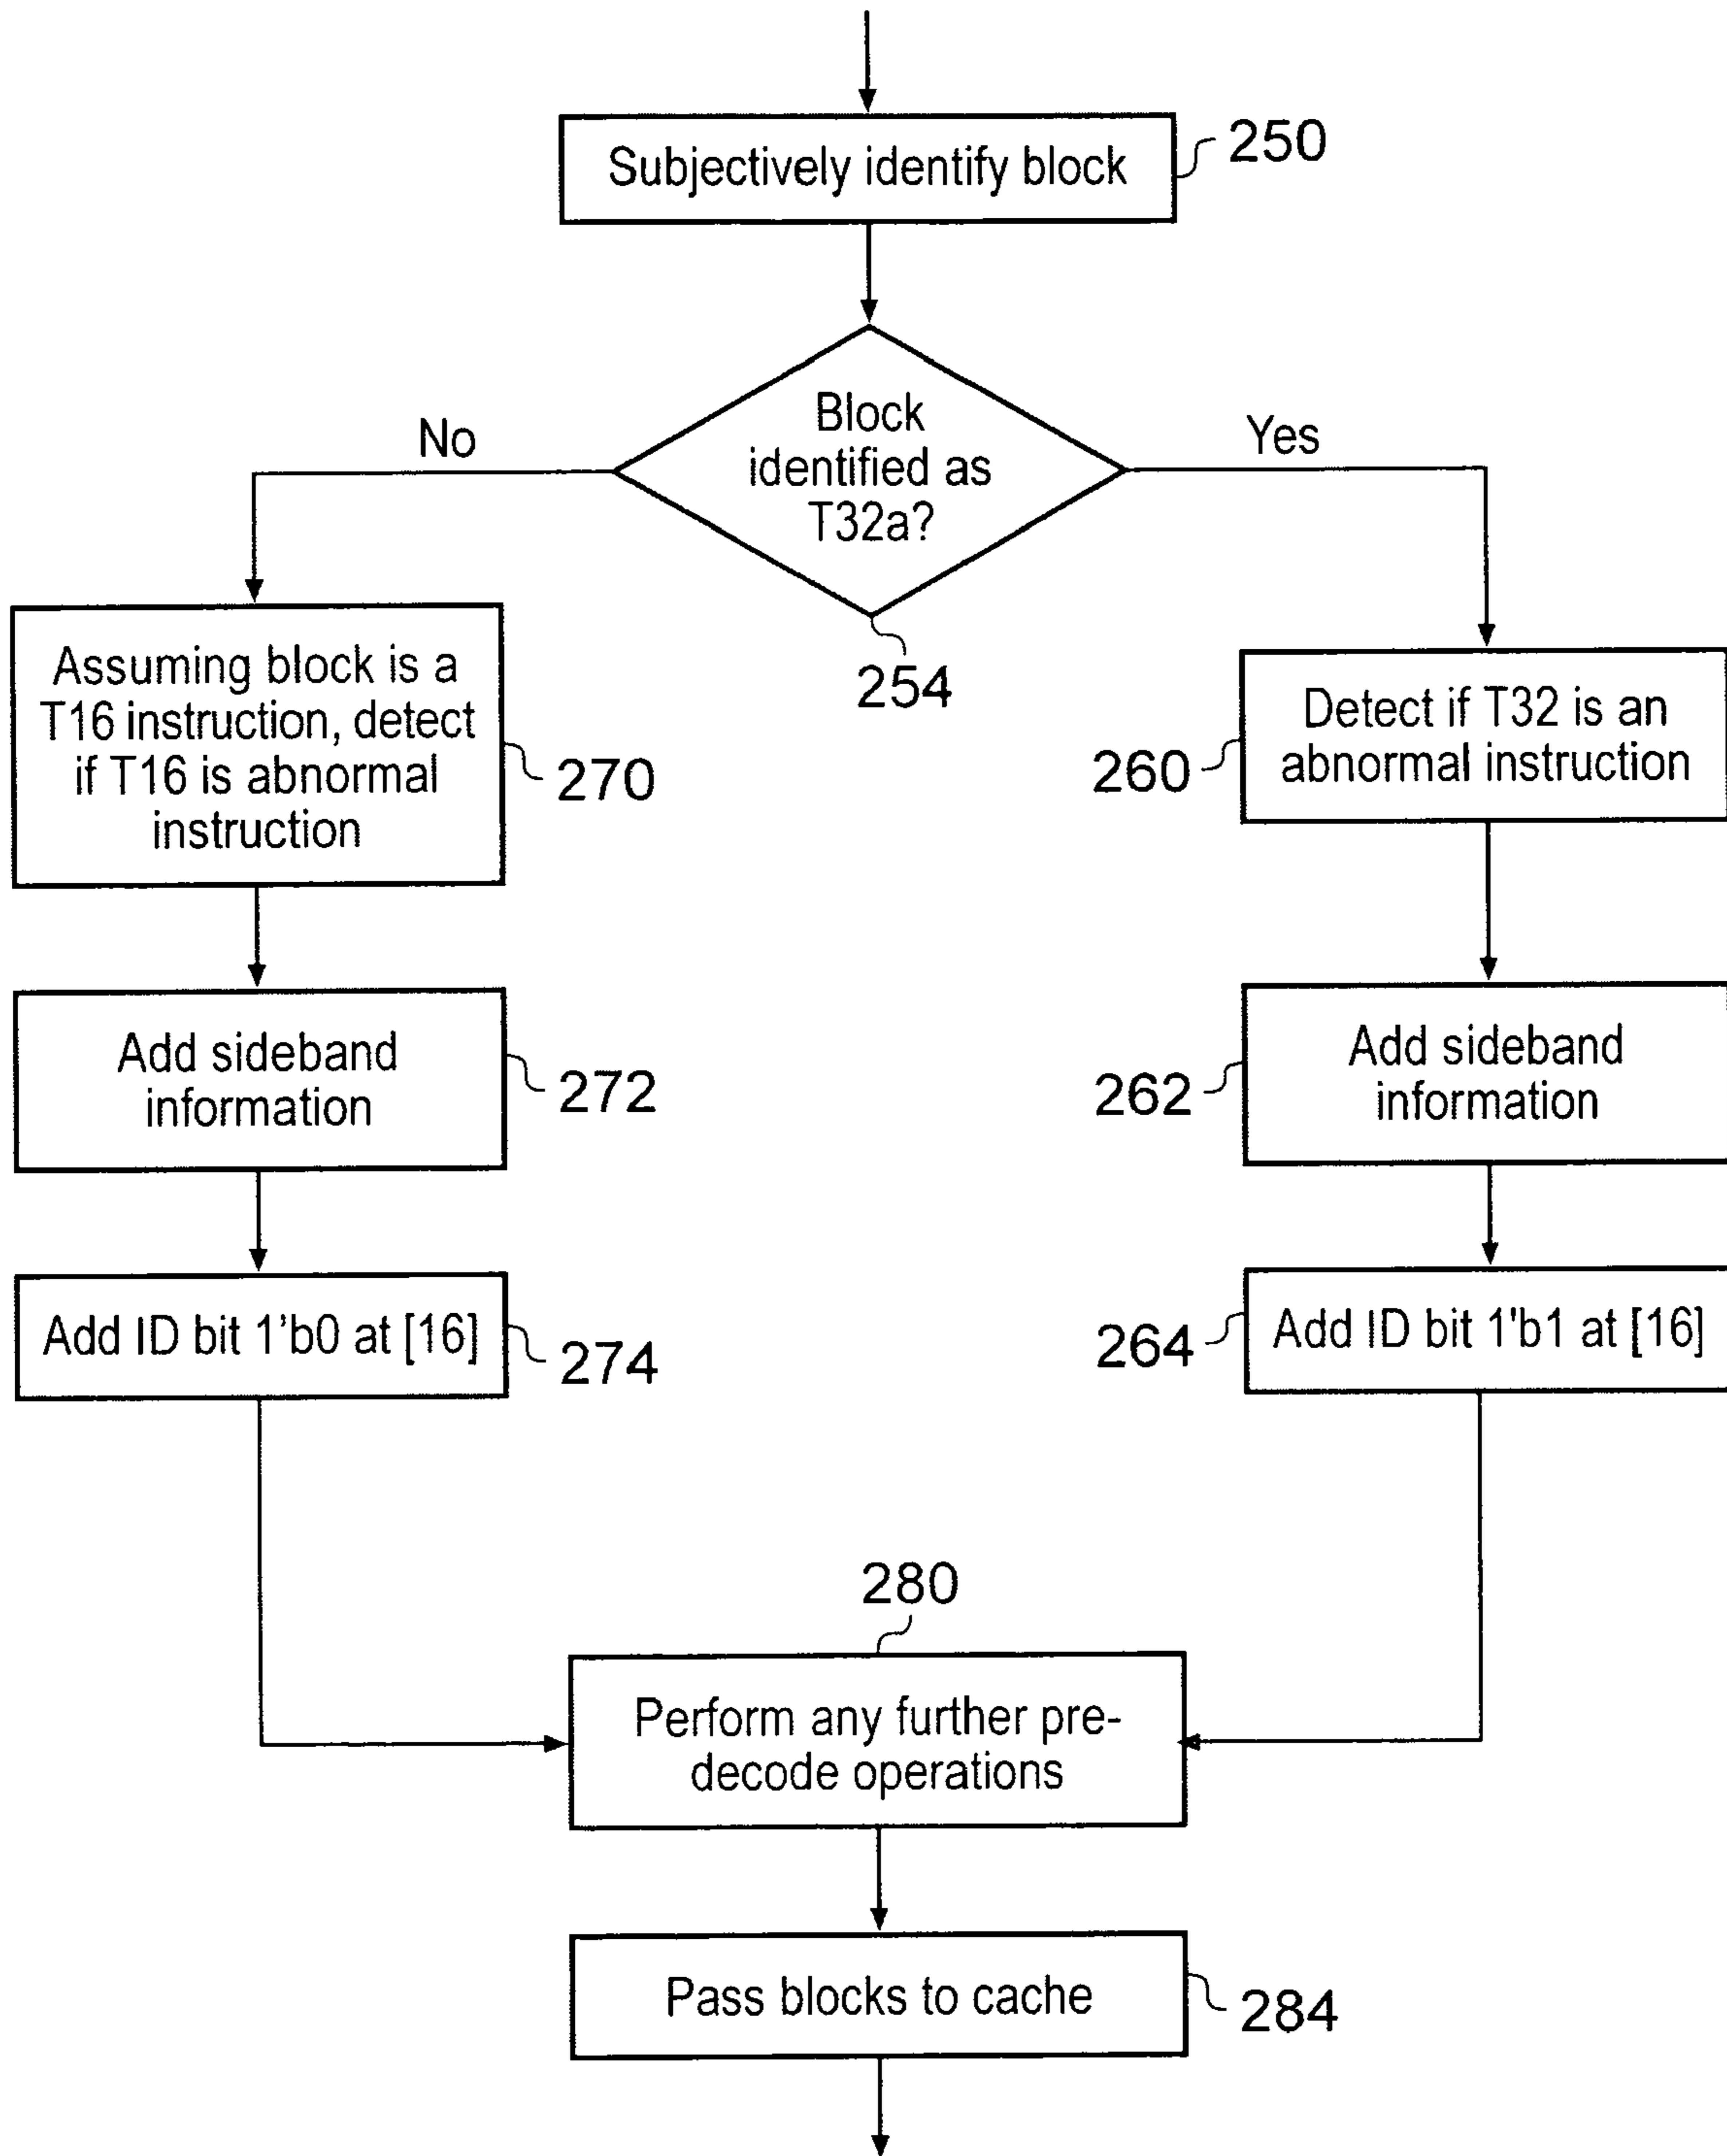 Subjectively identify block
250
Block
identified as
T32a?
No
Yes
254
Assuming block is a
T16 instruction, detect
if T16 is abnormal
instruction
270
Detect if T32 is an
abnormal instruction
260
Add sideband
information
272
Add sideband
information
262
Add ID bit 1'b0 at [16]
274
Add ID bit 1'b1 at [16]
264
280
Perform any further pre-
decode operations
Pass blocks to cache
284